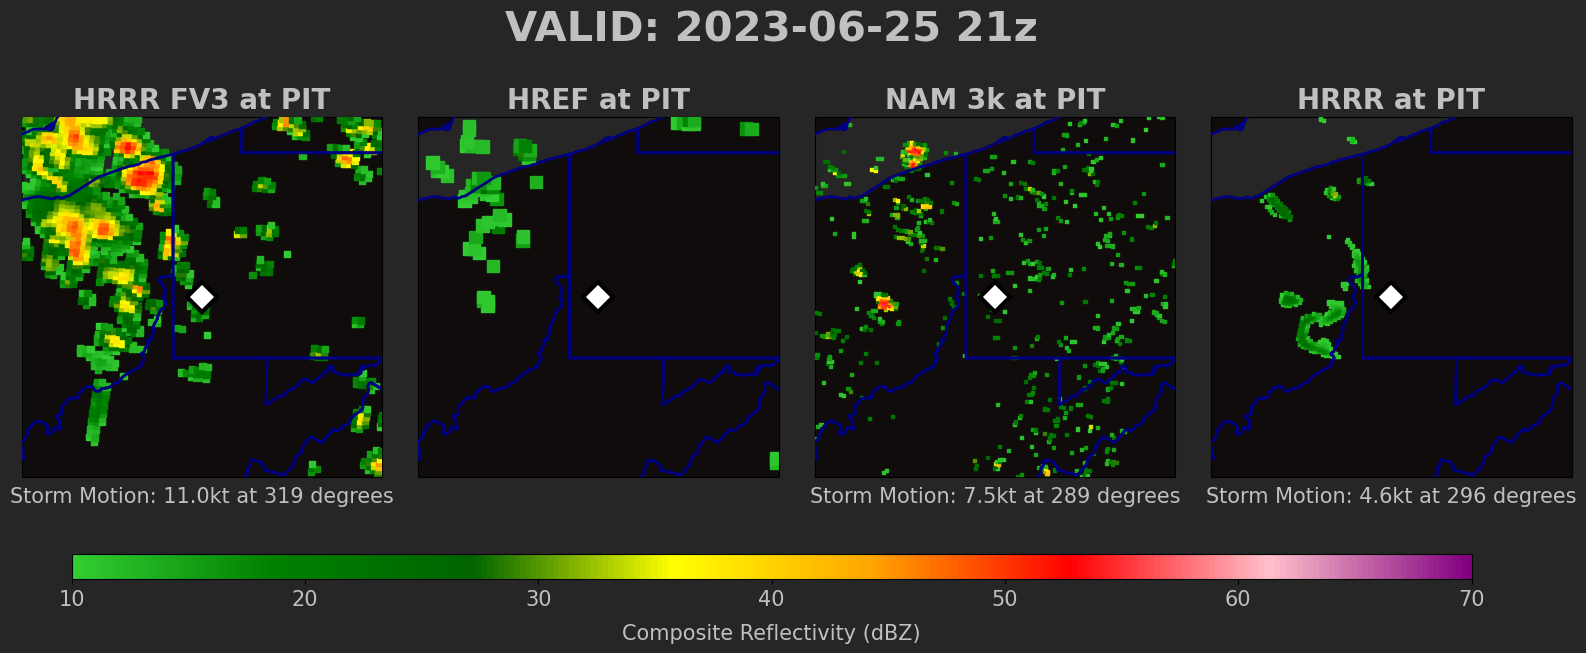 VALID: 2023-06-25 21z
HRRR FV3 at PIT
HREF at PIT
NAM 3k at PIT
HRRR at PIT
Storm Motion: 11.0kt at 319 degrees
Storm Motion: 7.5kt at 289 degrees
Storm Motion: 4.6kt at 296 degrees
10 20 30 40 50 60 70
Composite Reflectivity (dBZ)